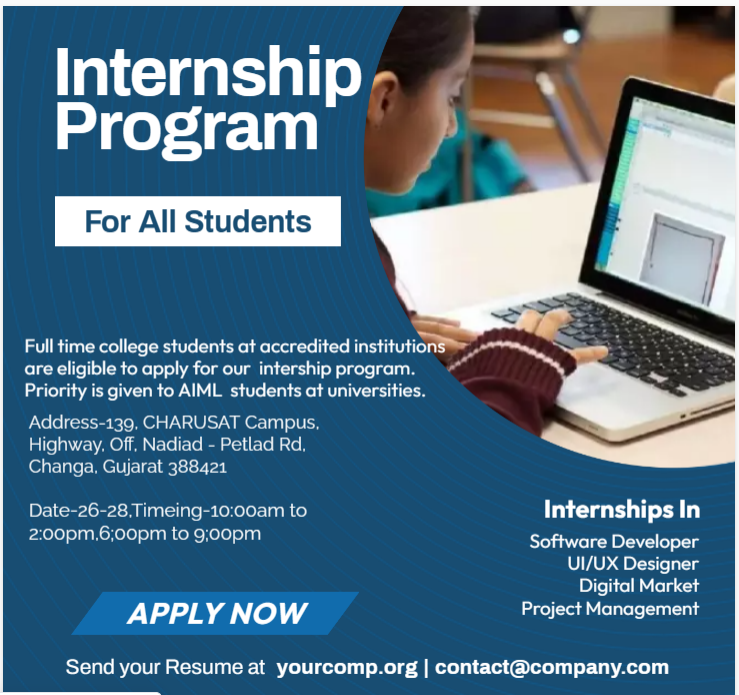 Internship
Program
For All Students
Full time college students at accredited institutions
are eligible to apply for our intership program.
Priority is given to AIML students at universities.
Address-139, CHARUSAT Campus,
Highway, Off, Nadiad - Petlad Rd,
Changa, Gujarat 388421
Date-26-28,Timeing-10:00am to
2:00pm,6;00pm to 9;00pm
Internships In
Software Developer
UI/UX Designer
Digital Market
Project Management
APPLY NOW
Send your Resume at yourcomp.org | contact@company.com